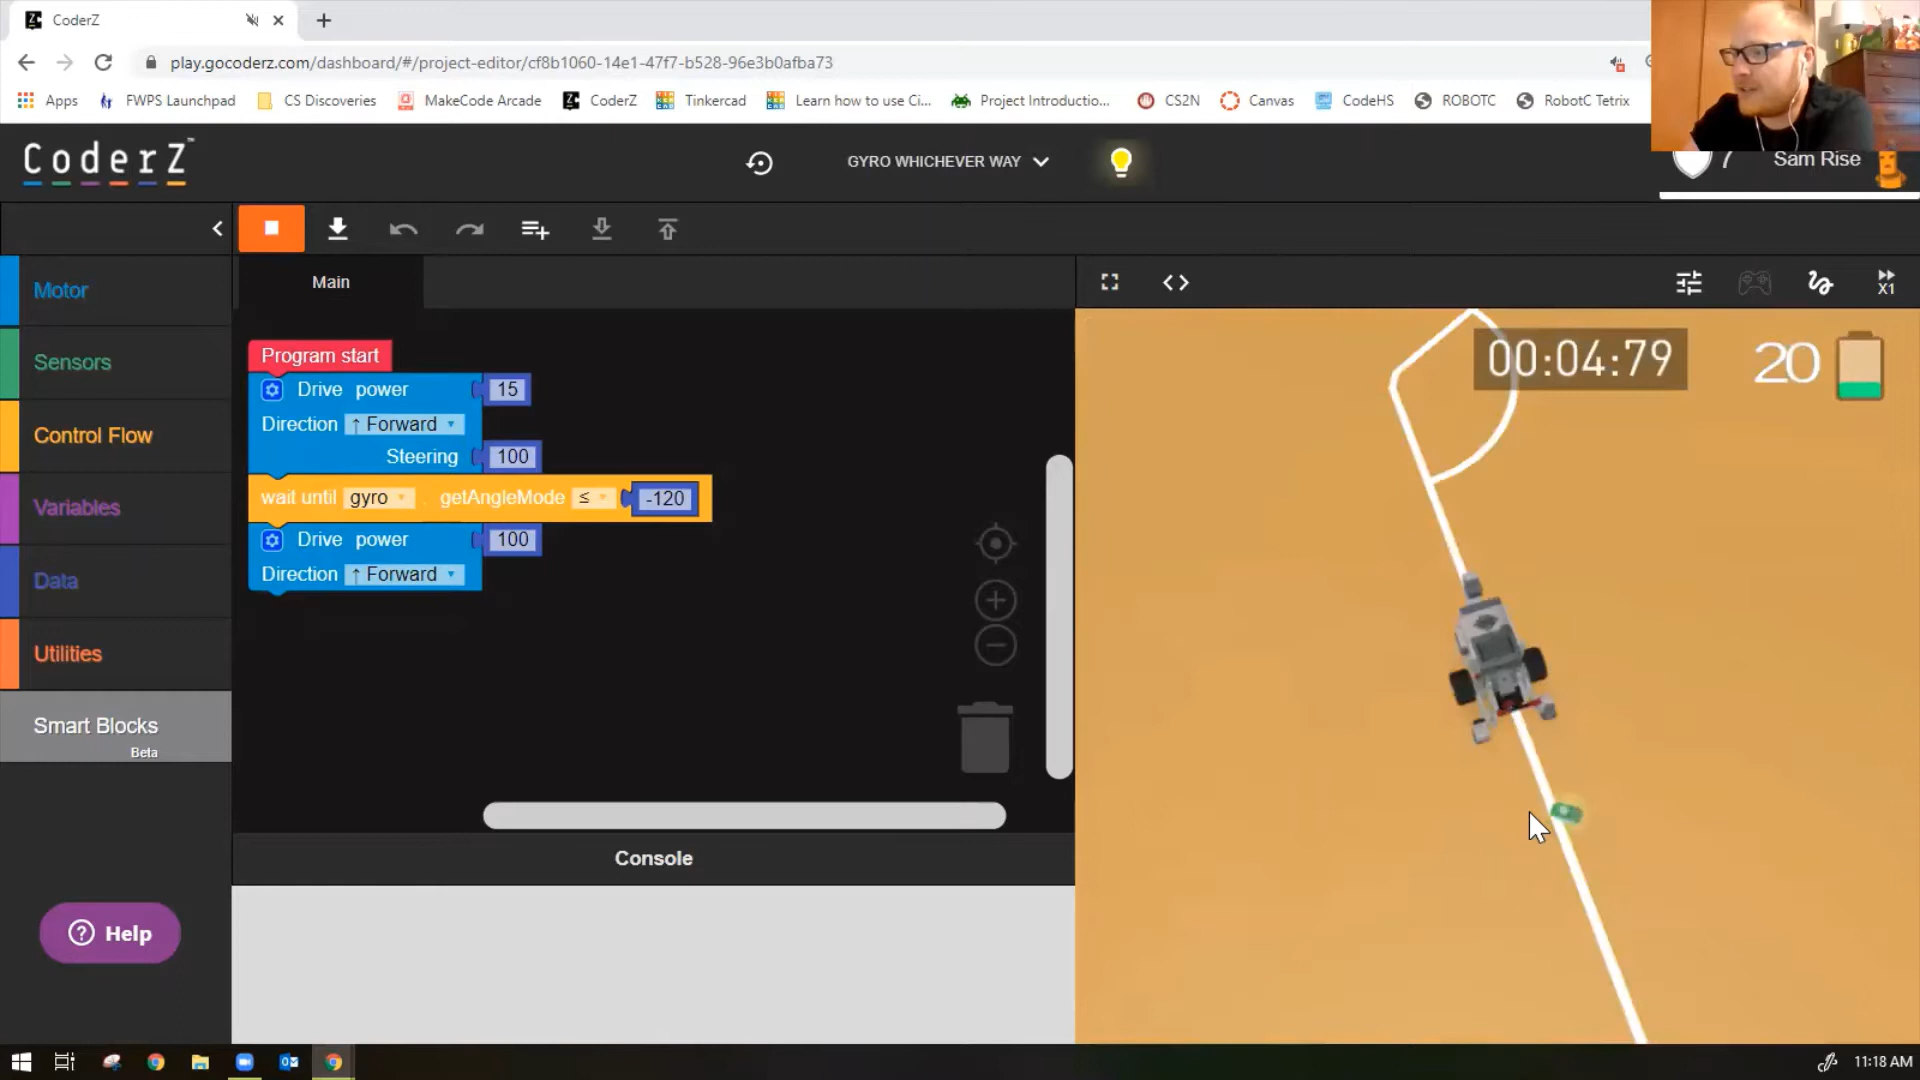 CoderZ
play.gocoderz.com/dashboard/#/project-editor/cf8b1060-14e1-47f7-b528-96e3b0afba73
Apps FWPS Launchpad CS Discoveries MakeCode Arcade CoderZ Tinkercad Learn how to use Ci... Project Introductio... CS2N Canvas CodeHS ROBOTC RobotC Tetrix
CoderZ™ GYRO WHICHEVER WAY 7 Sam Rise
Main
X1
Motor
Sensors
Control Flow
Variables
Data
Utilities
Smart Blocks
Beta
Help
Program start
Drive power 15
Direction ↑ Forward
Steering 100
wait until gyro . getAngleMode ≤ -120
Drive power 100
Direction ↑ Forward
00:04:79 20
Console
11:18 AM